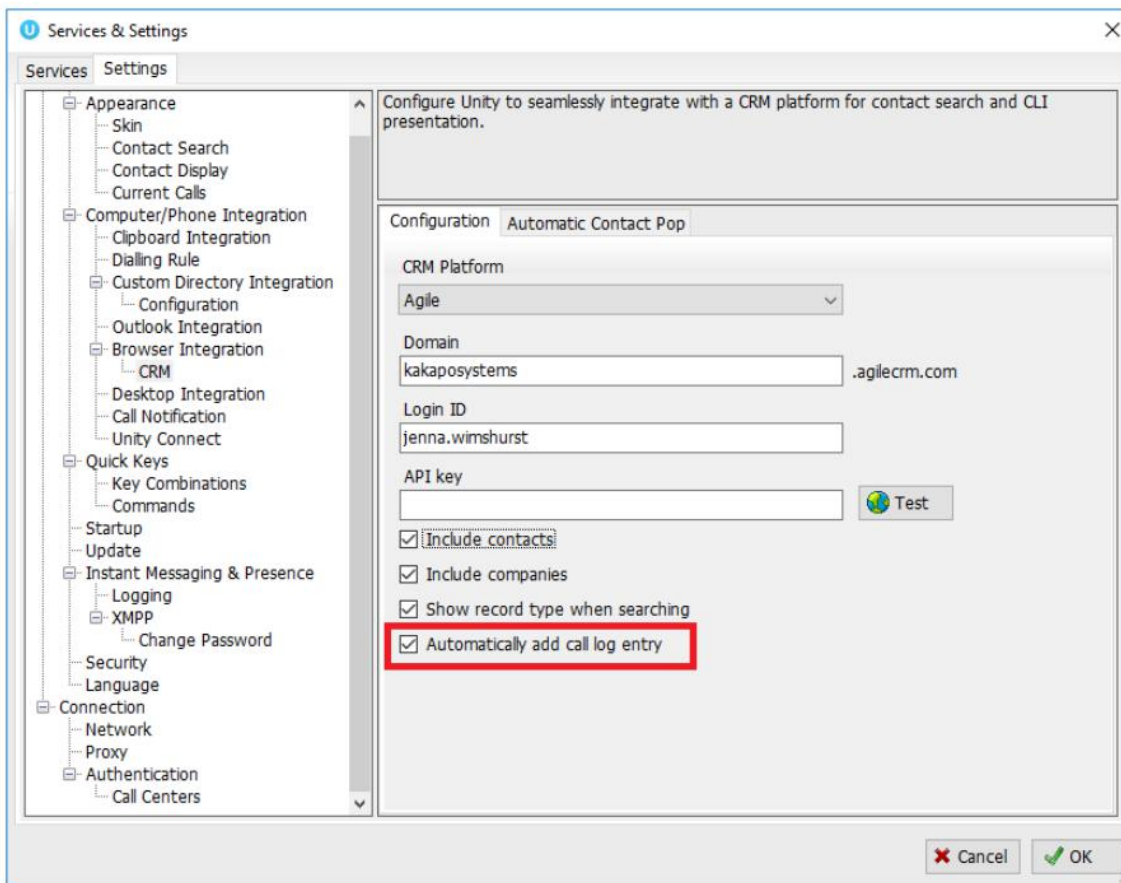 Services & Settings
Services Settings
Appearance
Skin
Contact Search
Contact Display
Current Calls
Computer/Phone Integration
Clipboard Integration
Dialling Rule
Custom Directory Integration
Configuration
Outlook Integration
Browser Integration
CRM
Desktop Integration
Call Notification
Unity Connect
Quick Keys
Key Combinations
Commands
Startup
Update
Instant Messaging & Presence
Logging
XMPP
Change Password
Security
Language
Connection
Network
Proxy
Authentication
Call Centers
Configure Unity to seamlessly integrate with a CRM platform for contact search and CLI
presentation.
Configuration Automatic Contact Pop
CRM Platform
Agile
Domain
kakaposystems .agilecrm.com
Login ID
jenna.wimshurst
API key
Test
Include contacts
Include companies
Show record type when searching
Automatically add call log entry
Cancel OK